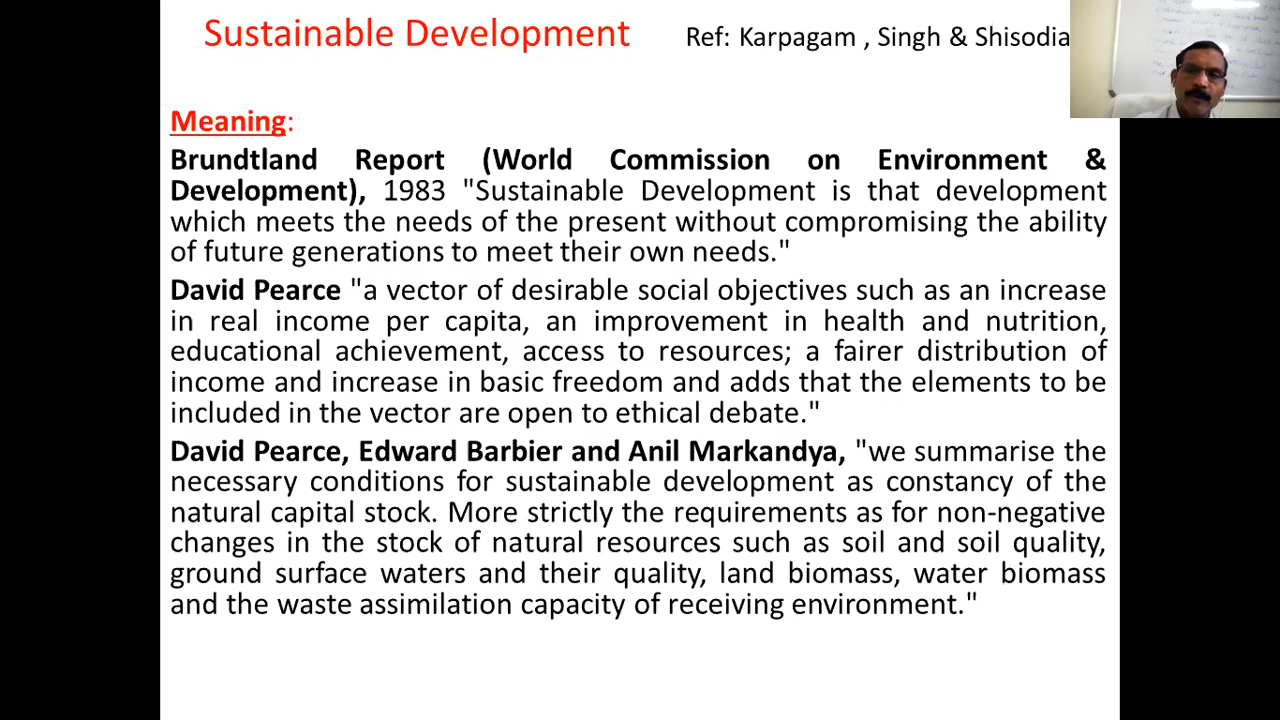 Sustainable Development Ref: Karpagam , Singh & Shisodia
Meaning:
Brundtland Report (World Commission on Environment &
Development), 1983 "Sustainable Development is that development
which meets the needs of the present without compromising the ability
of future generations to meet their own needs."
David Pearce "a vector of desirable social objectives such as an increase
in real income per capita, an improvement in health and nutrition,
educational achievement, access to resources; a fairer distribution of
income and increase in basic freedom and adds that the elements to be
included in the vector are open to ethical debate."
David Pearce, Edward Barbier and Anil Markandya, "we summarise the
necessary conditions for sustainable development as constancy of the
natural capital stock. More strictly the requirements as for non-negative
changes in the stock of natural resources such as soil and soil quality,
ground surface waters and their quality, land biomass, water biomass
and the waste assimilation capacity of receiving environment."